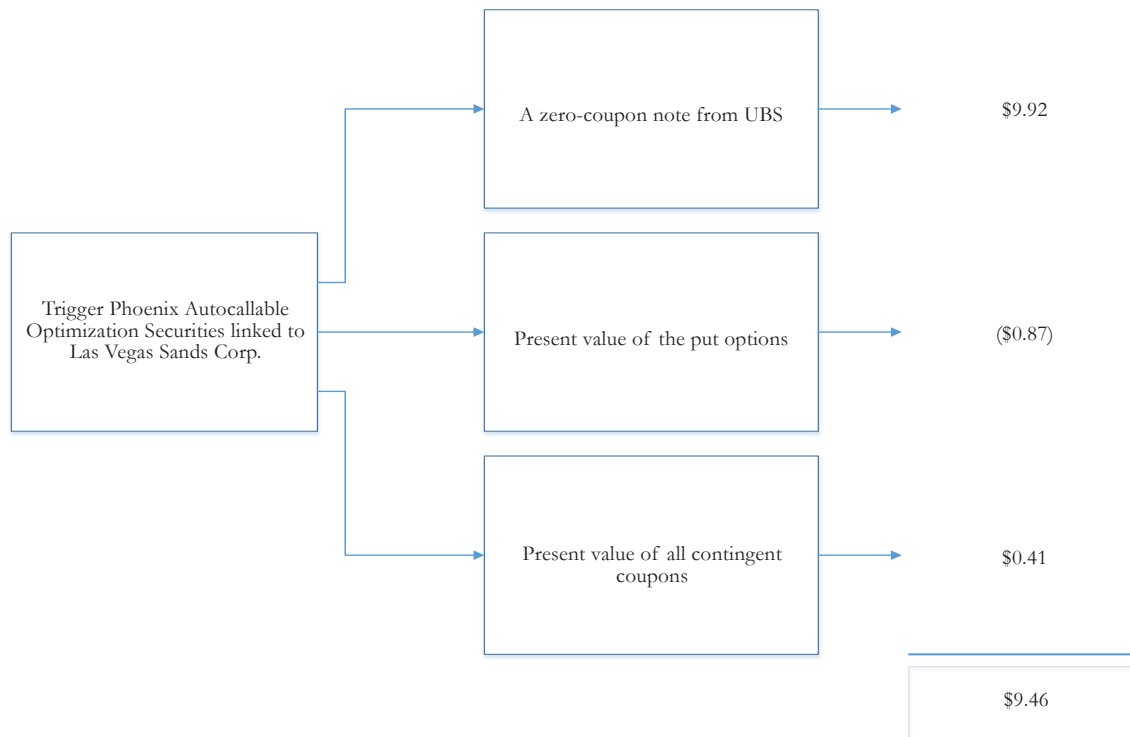 A zero-coupon note from UBS
$9.92
Trigger Phoenix Autocallable
Optimization Securities linked to
Las Vegas Sands Corp.
Present value of the put options
($0.87)
Present value of all contingent
coupons
$0.41
$9.46